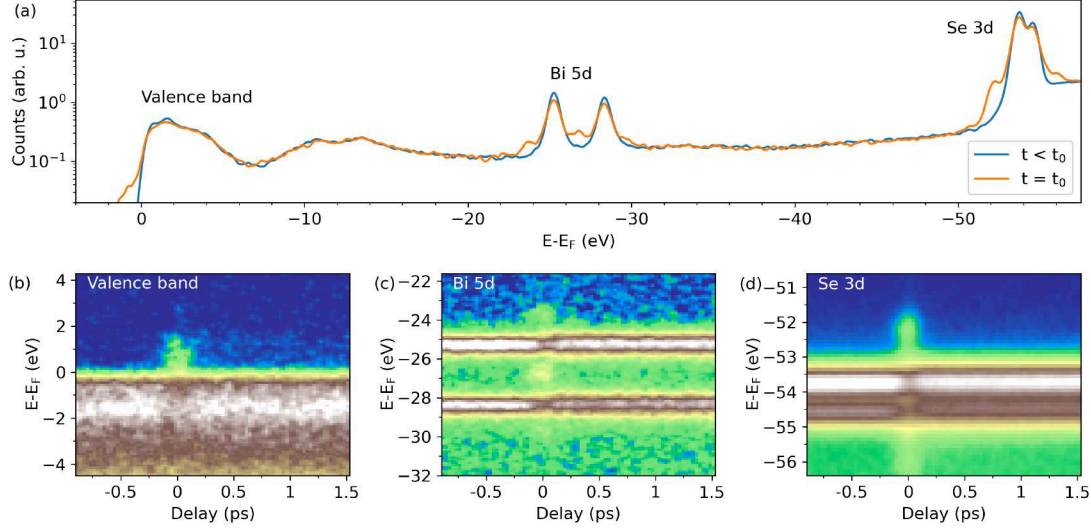 (a)
Counts (arb. u.)
10¹
10⁰
10⁻¹
Valence band
Bi 5d
Se 3d
t < t₀
t = t₀
0
−10
−20
−30
−40
−50
E-E_F (eV)
(b)
Valence band
E-E_F (eV)
4
2
0
−2
−4
-0.5
0
0.5
1
1.5
Delay (ps)
(c)
Bi 5d
E-E_F (eV)
−22
−24
−25
−26
−28
−29
−30
−32
-0.5
0
0.5
1
1.5
Delay (ps)
(d)
Se 3d
E-E_F (eV)
−51
−52
−53
−54
−55
−56
-0.5
0
0.5
1
1.5
Delay (ps)